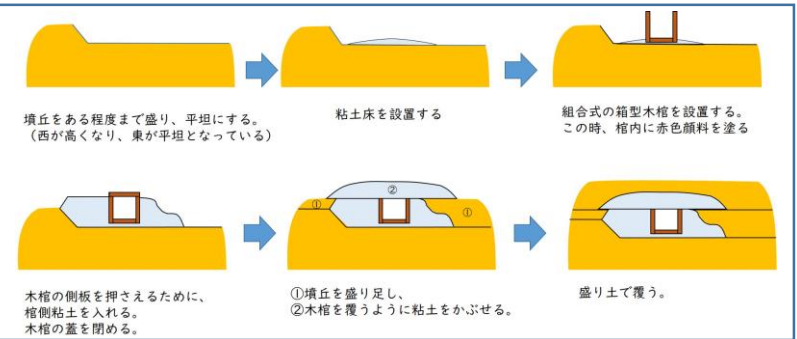 墳丘をある程度まで盛り、平坦にする。
（西が高くなり、東が平坦となっている）
粘土床を設置する
組合式の箱型木棺を設置する。
この時、棺内に赤色顔料を塗る
木棺の側板を押さえるために、
棺側粘土を入れる。
木棺の蓋を閉める。
②
①
①
①墳丘を盛り足し、
②木棺を覆うように粘土をかぶせる。
盛り土で覆う。